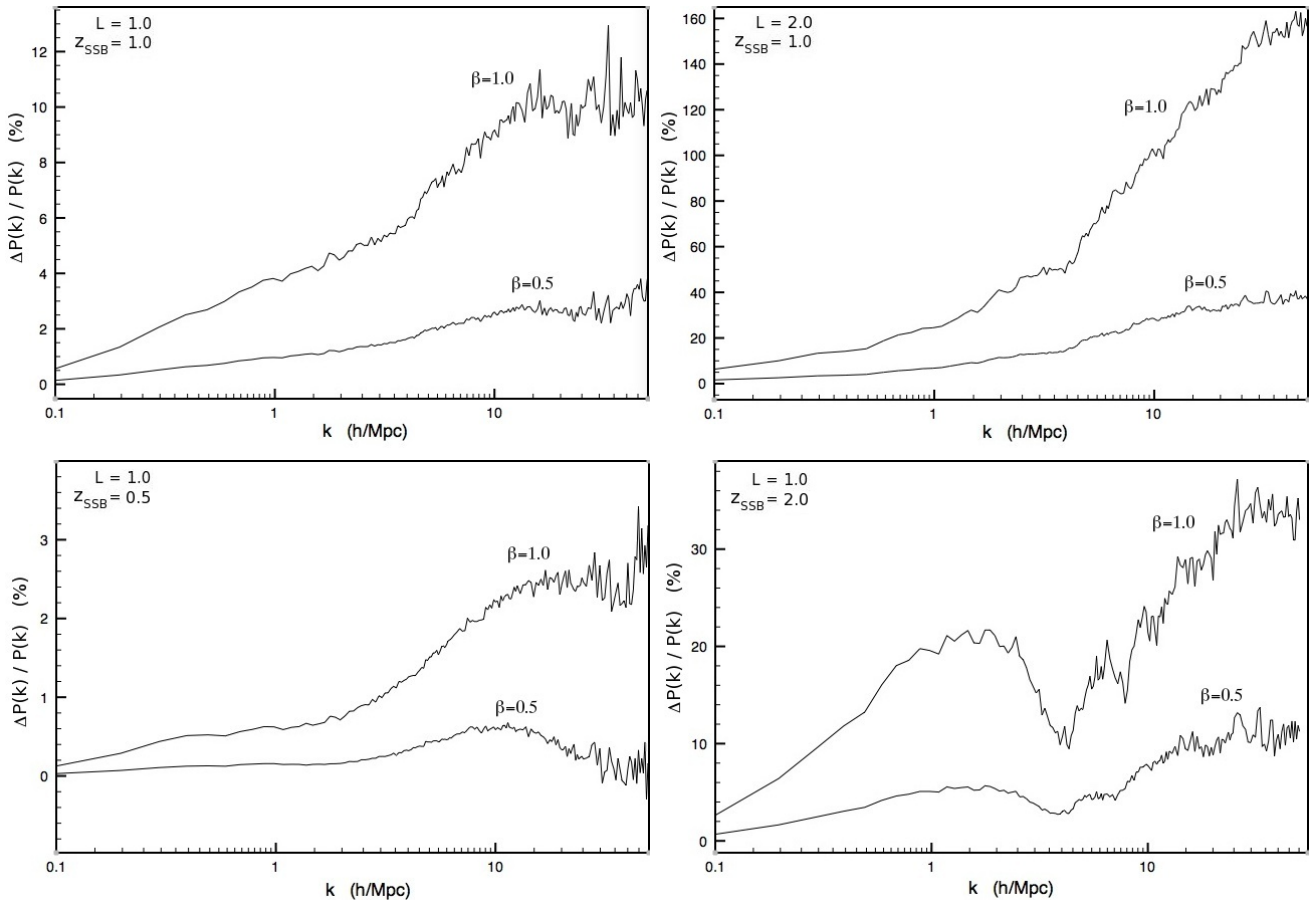 L = 1.0
z_SSB = 1.0
β=1.0
β=0.5
12
10
8
6
4
2
0
ΔP(k) / P(k) (%)
0.1
1
10
k (h/Mpc)
L = 2.0
z_SSB = 1.0
β=1.0
β=0.5
160
140
120
100
80
60
40
20
0
ΔP(k) / P(k) (%)
0.1
1
10
k (h/Mpc)
L = 1.0
z_SSB = 0.5
β=1.0
β=0.5
3
2
1
0
ΔP(k) / P(k) (%)
0.1
1
10
k (h/Mpc)
L = 1.0
z_SSB = 2.0
β=1.0
β=0.5
30
20
10
0
ΔP(k) / P(k) (%)
0.1
1
10
k (h/Mpc)